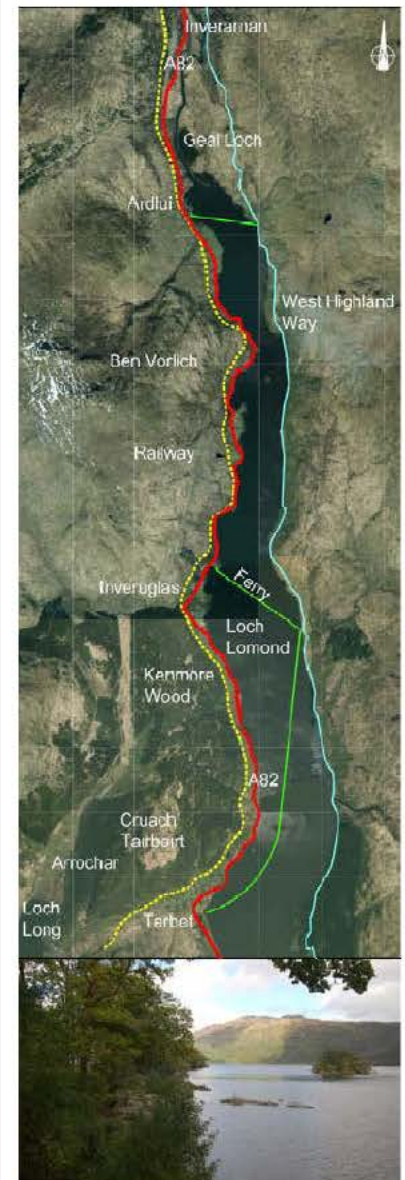 Inverarnan
A82
Geal Loch
Ardlui
West Highland
Way
Ben Vorlich
Railway
Inveruglas
Ferry
Loch
Lomond
Kenmore
Wood
A82
Cruach
Tairbeirt
Arrochar
Loch
Long
Tarbet